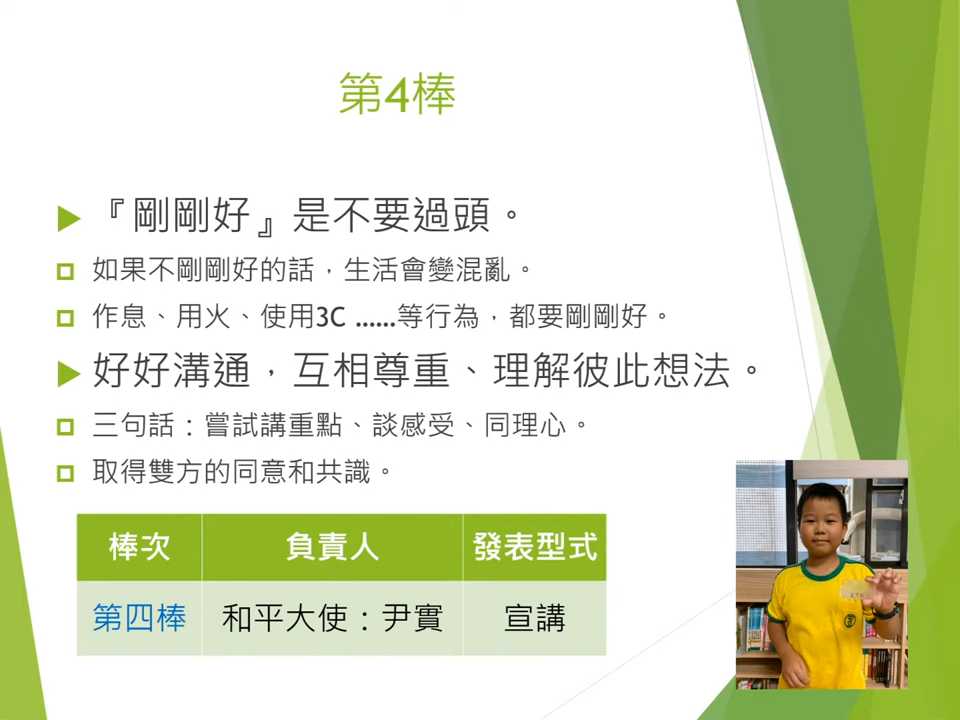 第4棒
『剛剛好』是不要過頭。
如果不剛剛好的話，生活會變混亂。
作息、用火、使用3C ......等行為，都要剛剛好。
好好溝通，互相尊重、理解彼此想法。
三句話：嘗試講重點、談感受、同理心。
取得雙方的同意和共識。
棒次 負責人 發表型式
第四棒 和平大使：尹實 宣講